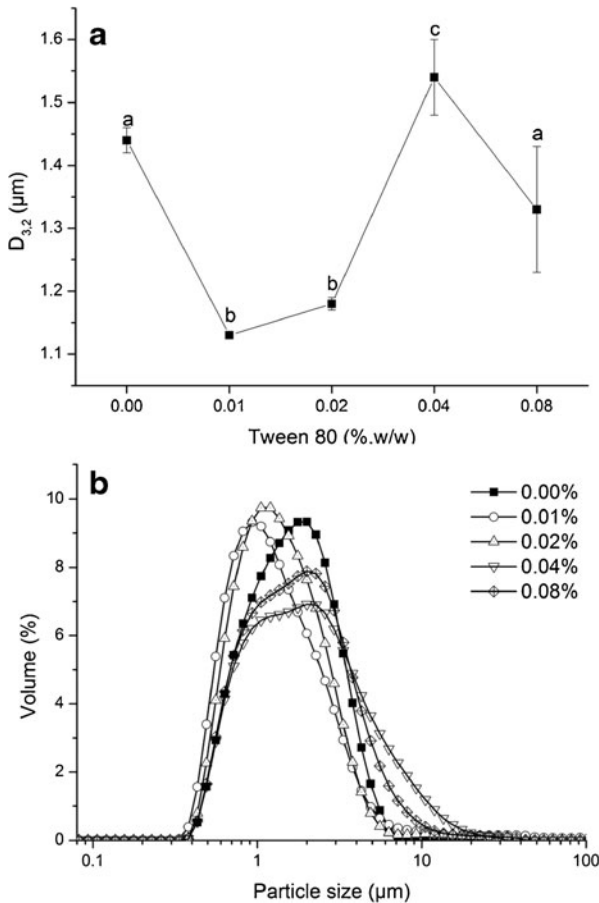 a
1.6
1.5
1.4
1.3
1.2
1.1
D3,2 (µm)
a
b
b
c
a
0.00 0.01 0.02 0.04 0.08
Tween 80 (%.w/w)
b
10
8
6
4
2
0
Volume (%)
0.00%
0.01%
0.02%
0.04%
0.08%
0.1 1 10 100
Particle size (µm)